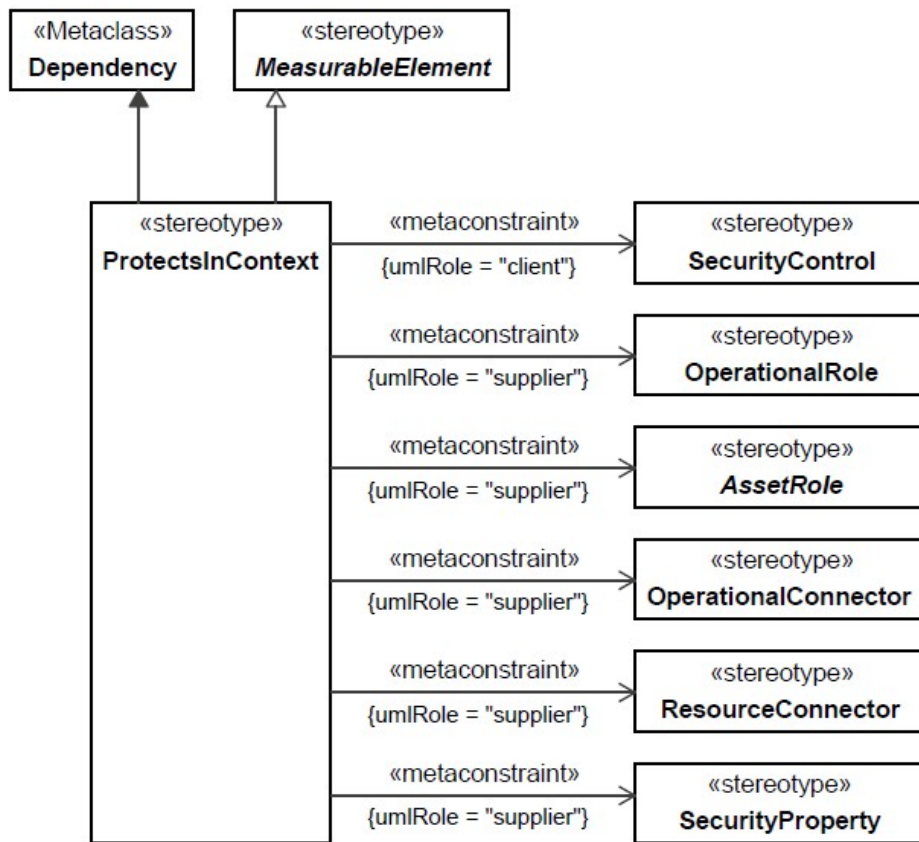 «Metaclass»
Dependency
«stereotype»
MeasurableElement
«stereotype»
ProtectsInContext
«metaconstraint»
{umlRole = "client"}
«stereotype»
SecurityControl
«metaconstraint»
{umlRole = "supplier"}
«stereotype»
OperationalRole
«metaconstraint»
{umlRole = "supplier"}
«stereotype»
AssetRole
«metaconstraint»
{umlRole = "supplier"}
«stereotype»
OperationalConnector
«metaconstraint»
{umlRole = "supplier"}
«stereotype»
ResourceConnector
«metaconstraint»
{umlRole = "supplier"}
«stereotype»
SecurityProperty